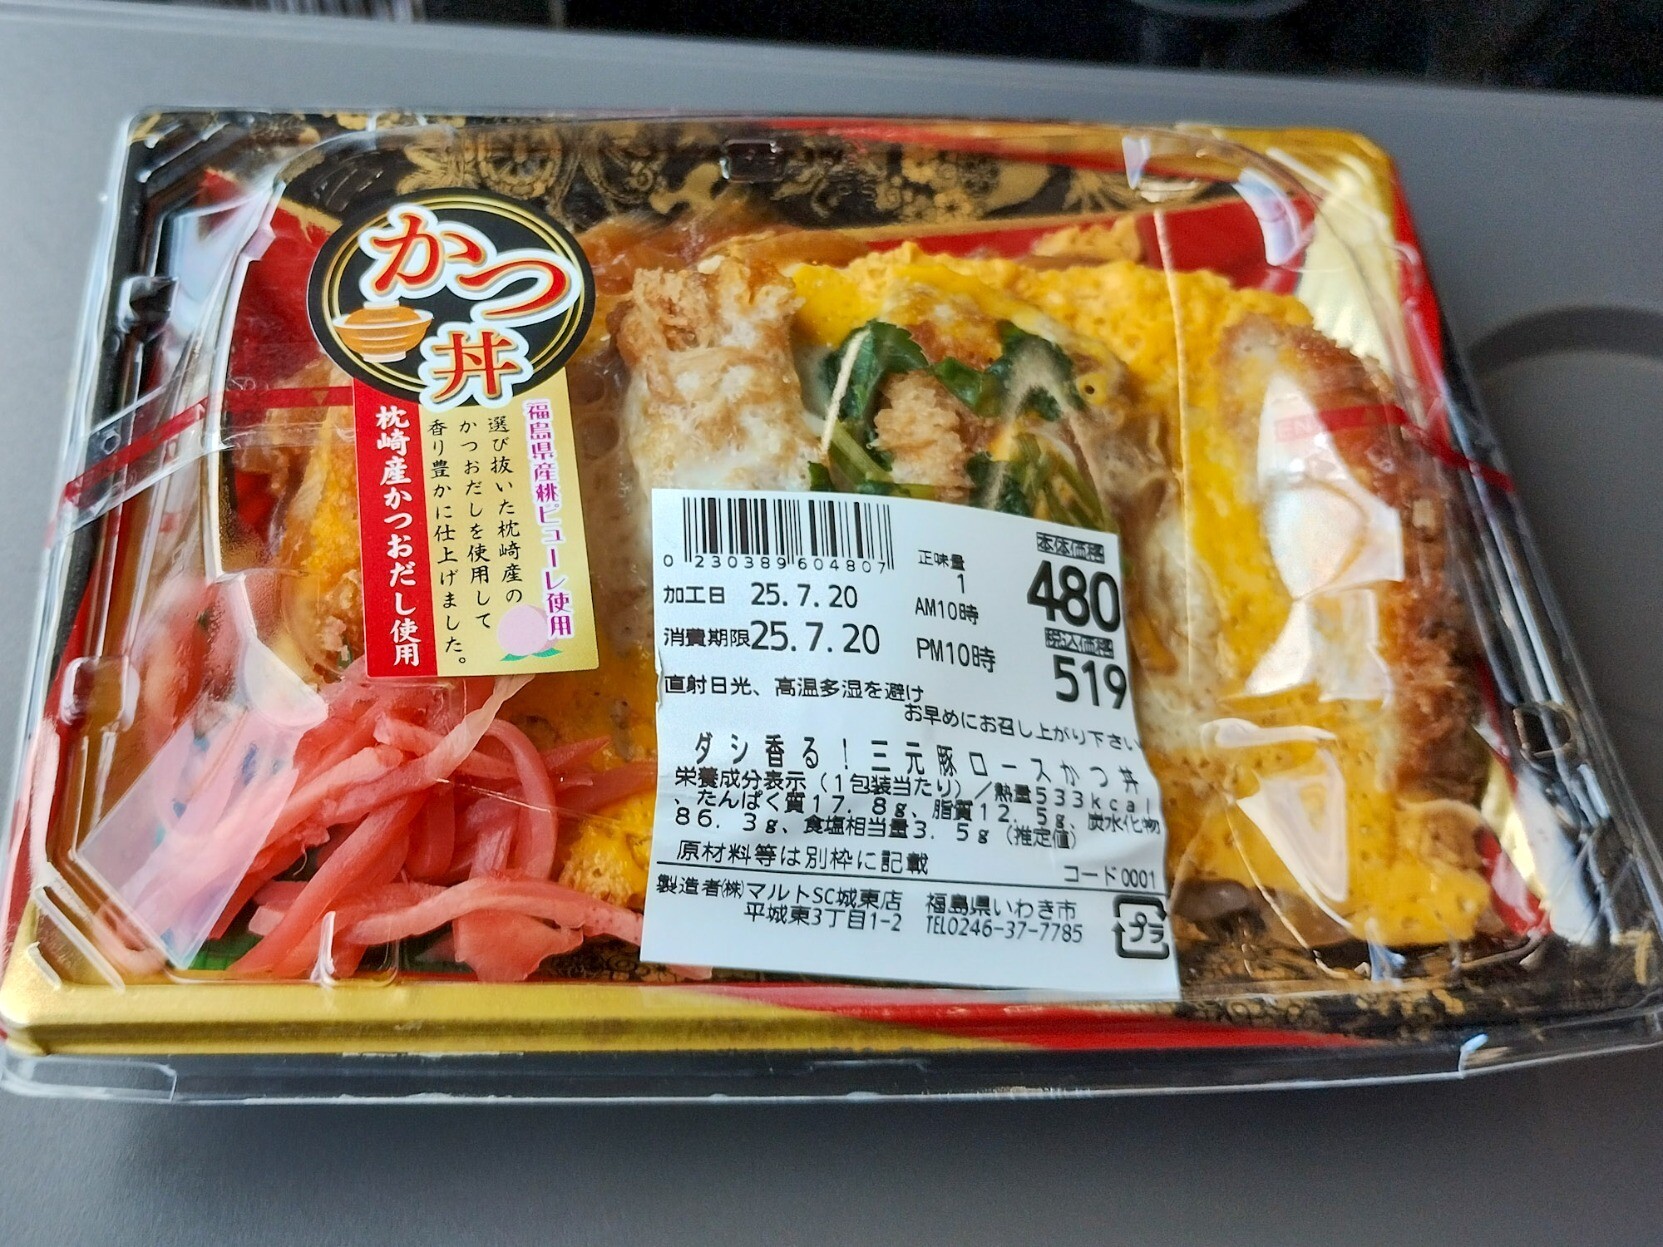 かつ丼
福島県産桃ピューレ使用
選び抜いた枕崎産の
かつおだしを使用して
香り豊かに仕上げました。
枕崎産かつおだし使用
0 230389 604807
正味量
1
本体価格
480
加工日 25.7.20 AM10時
税込価格
519
消費期限25.7.20 PM10時
直射日光、高温多湿を避け
お早めにお召し上がり下さい
ダシ香る!三元豚ロースかつ丼
栄養成分表示(1包装当たり)/熱量533kcal
、たんぱく質17.8g、脂質12.5g、炭水化物
86.3g、食塩相当量3.5g(推定値)
原材料等は別枠に記載
コード0001
製造者㈱マルトSC城東店 福島県いわき市
平城東3丁目1-2 TEL0246-37-7785
プラ